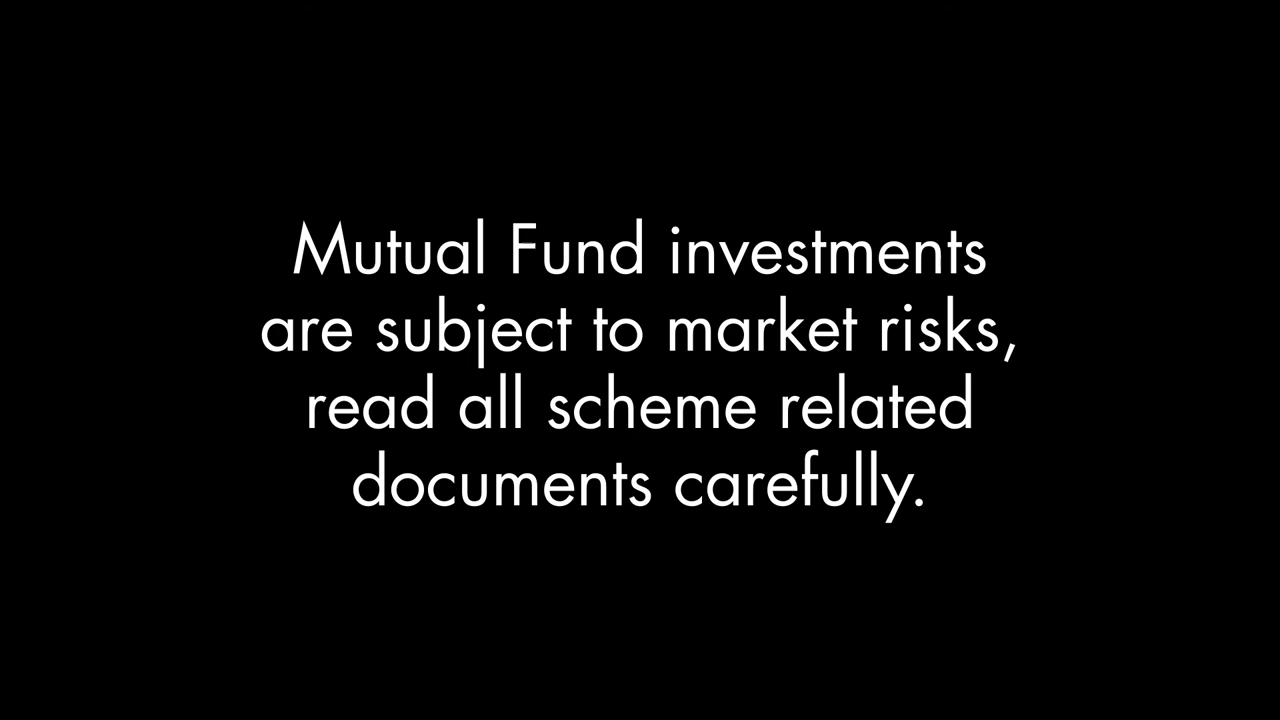 Mutual Fund investments
are subject to market risks,
read all scheme related
documents carefully.